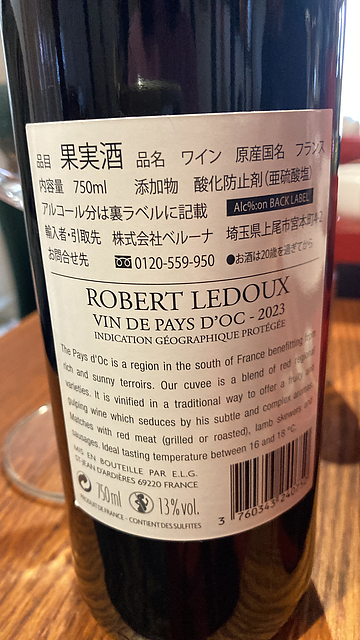 品目 果実酒 品名 ワイン 原産国名 フランス
内容量 750ml 添加物 酸化防止剤(亜硫酸塩)
アルコール分は裏ラベルに記載 Alc%:on BACK LABEL
輸入者・引取先 株式会社ベルーナ 埼玉県上尾市宮本町4-2
お問合せ先 0120-559-950 ●お酒は20歳を過ぎてから
ROBERT LEDOUX
VIN DE PAYS D'OC - 2023
INDICATION GÉOGRAPHIQUE PROTÉGÉE
The Pays d'Oc is a region in the south of France benefitting from
rich and sunny terroirs. Our cuvee is a blend of red
varieties. It is vinified in a traditional way to offer a fruity and
gulping wine which seduces by his subtle and complex aromas.
Matches with red meat (grilled or roasted), lamb skewers and
sausages. Ideal tasting temperature between 16 and 18 °C.
MIS EN BOUTEILLE PAR E.L.G.
ST-JEAN D'ARDIÈRES 69220 FRANCE
750ml 13% vol.
PRODUIT DE FRANCE - CONTIENT DES SULFITES
3 760343